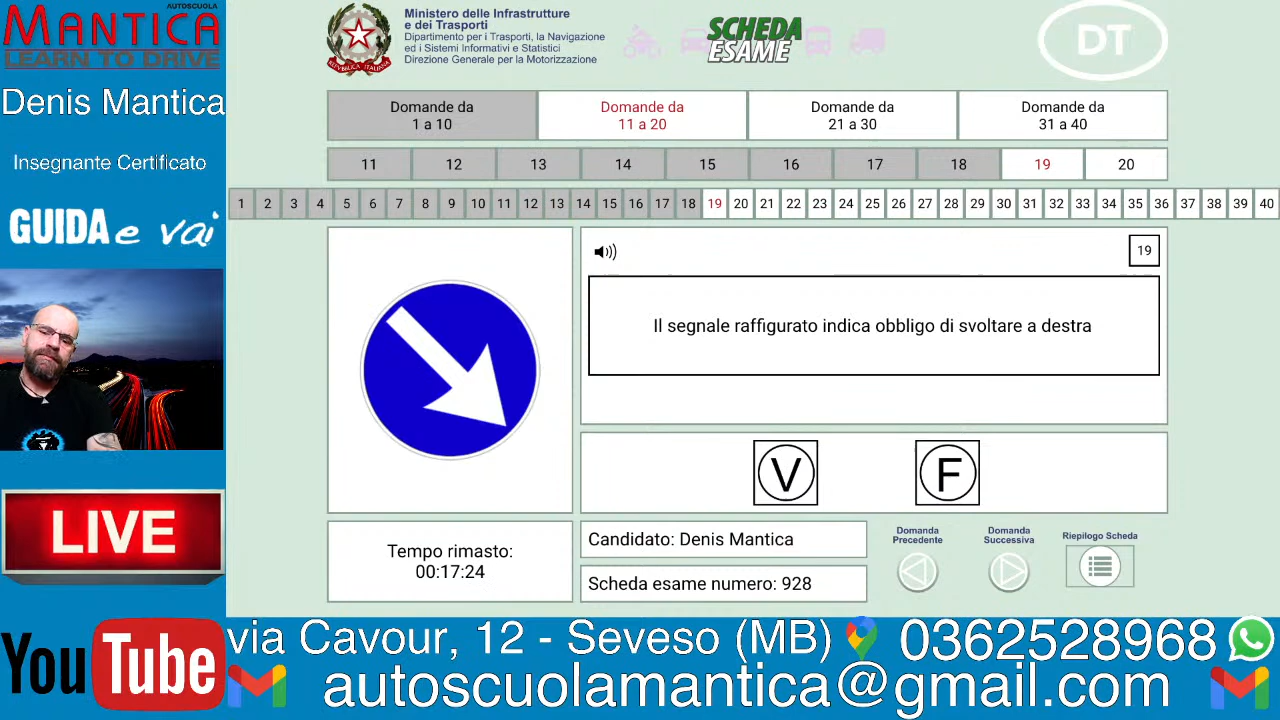 AUTOSCUOLA
MANTICA
LEARN TO DRIVE
Denis Mantica
Insegnante Certificato
GUIDA e vai
LIVE
YouTube
Ministero delle Infrastrutture
e dei Trasporti
Dipartimento per i Trasporti, la Navigazione
ed i Sistemi Informativi e Statistici
Direzione Generale per la Motorizzazione
REPVBBLICA ITALIANA
SCHEDA
ESAME
DT
Domande da
1 a 10
Domande da
11 a 20
Domande da
21 a 30
Domande da
31 a 40
11 12 13 14 15 16 17 18 19 20
1 2 3 4 5 6 7 8 9 10 11 12 13 14 15 16 17 18 19 20 21 22 23 24 25 26 27 28 29 30 31 32 33 34 35 36 37 38 39 40
19
Il segnale raffigurato indica obbligo di svoltare a destra
V F
Tempo rimasto:
00:17:24
Candidato: Denis Mantica
Scheda esame numero: 928
Domanda
Precedente
Domanda
Successiva
Riepilogo Scheda
via Cavour, 12 - Seveso (MB) 0362528968
autoscuolamantica@gmail.com